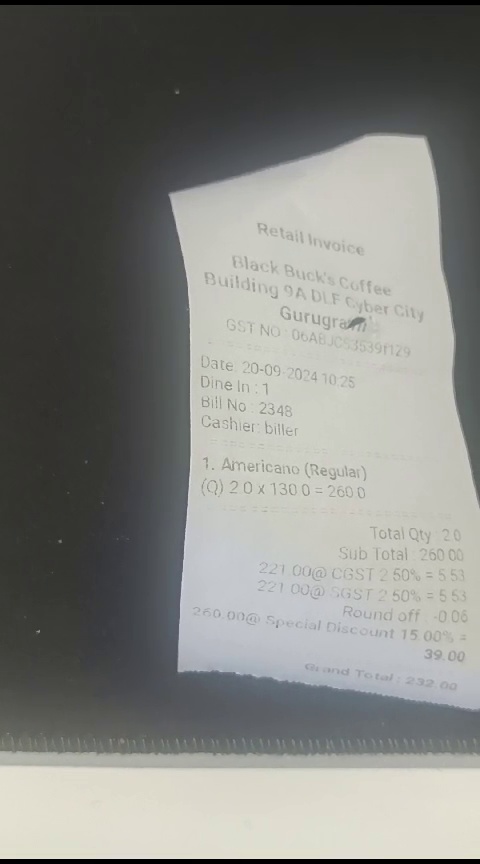 Retail Invoice
Black Buck's Coffee
Building 9A DLF Cyber City
Gurugram
GST NO :
Date: 20-09-2024 10:25
Dine In : 1
Bill No : 2348
Cashier: biller
1. Americano (Regular)
(Q) 2.0 x 130.0 = 260.0
Total Qty : 2.0
Sub Total : 260.00
221.00@ CGST 2.50% = 5.53
221.00@ SGST 2.50% = 5.53
Round off : -0.06
260.00@ Special Discount 15.00% =
39.00
Grand Total : 232.00